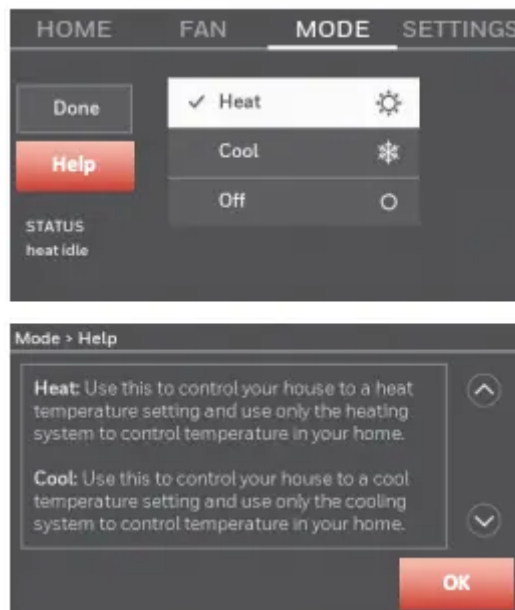 HOME FAN MODE SETTINGS
Done
Help
STATUS
heat idle
✓ Heat
Cool
Off
Mode > Help
Heat: Use this to control your house to a heat
temperature setting and use only the heating
system to control temperature in your home.
Cool: Use this to control your house to a cool
temperature setting and use only the cooling
system to control temperature in your home.
OK